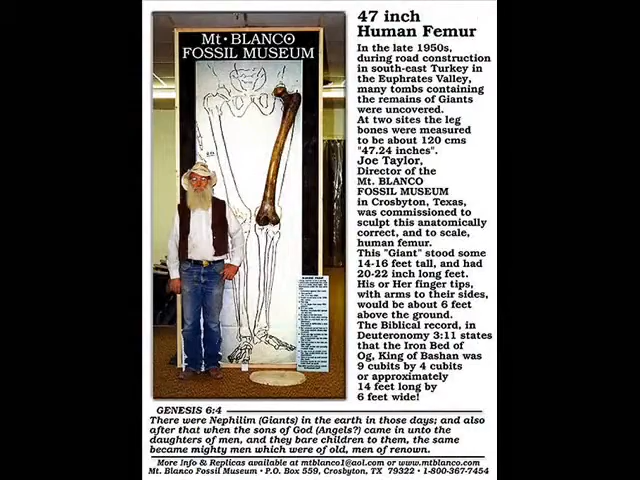 Mt • BLANCO
FOSSIL MUSEUM
47 inch
Human Femur
In the late 1950s,
during road construction
in south-east Turkey in
the Euphrates Valley,
many tombs containing
the remains of Giants
were uncovered.
At two sites the leg
bones were measured
to be about 120 cms
"47.24 inches".
Joe Taylor,
Director of the
Mt. BLANCO
FOSSIL MUSEUM
in Crosbyton, Texas,
was commissioned to
sculpt this anatomically
correct, and to scale,
human femur.
This "Giant" stood some
14-16 feet tall, and had
20-22 inch long feet.
His or Her finger tips,
with arms to their sides,
would be about 6 feet
above the ground.
The Biblical record, in
Deuteronomy 3:11 states
that the Iron Bed of
Og, King of Bashan was
9 cubits by 4 cubits
or approximately
14 feet long by
6 feet wide!
GENESIS 6:4
There were Nephilim (Giants) in the earth in those days; and also
after that when the sons of God (Angels?) came in unto the
daughters of men, and they bare children to them, the same
became mighty men which were of old, men of renown.
More Info & Replicas available at mtblanco1@aol.com or www.mtblanco.com
Mt. Blanco Fossil Museum • P.O. Box 559, Crosbyton, TX 79322 • 1-800-367-7454